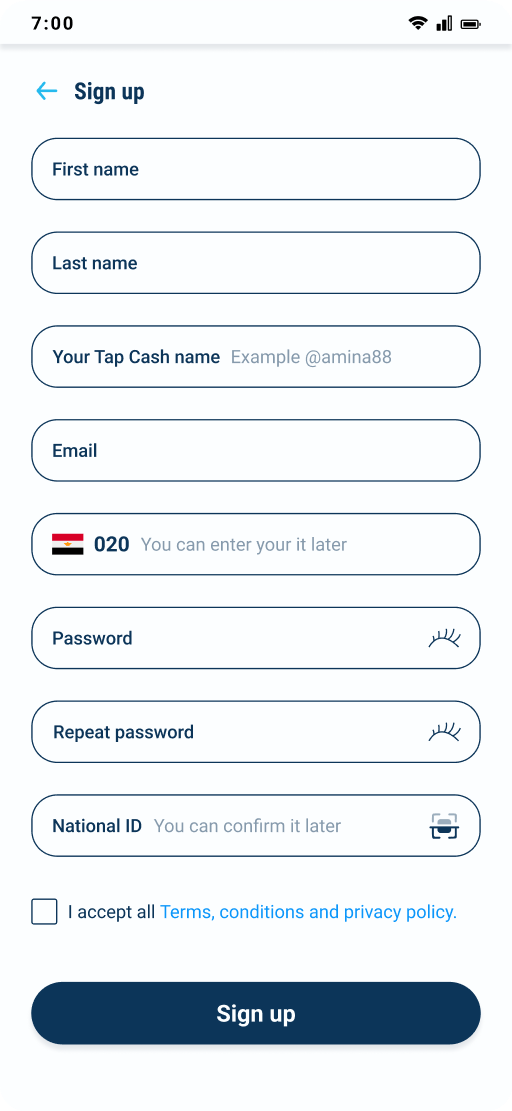 7:00
Sign up
First name
Last name
Your Tap Cash name Example @amina88
Email
020 You can enter your it later
Password
Repeat password
National ID You can confirm it later
I accept all Terms, conditions and privacy policy.
Sign up